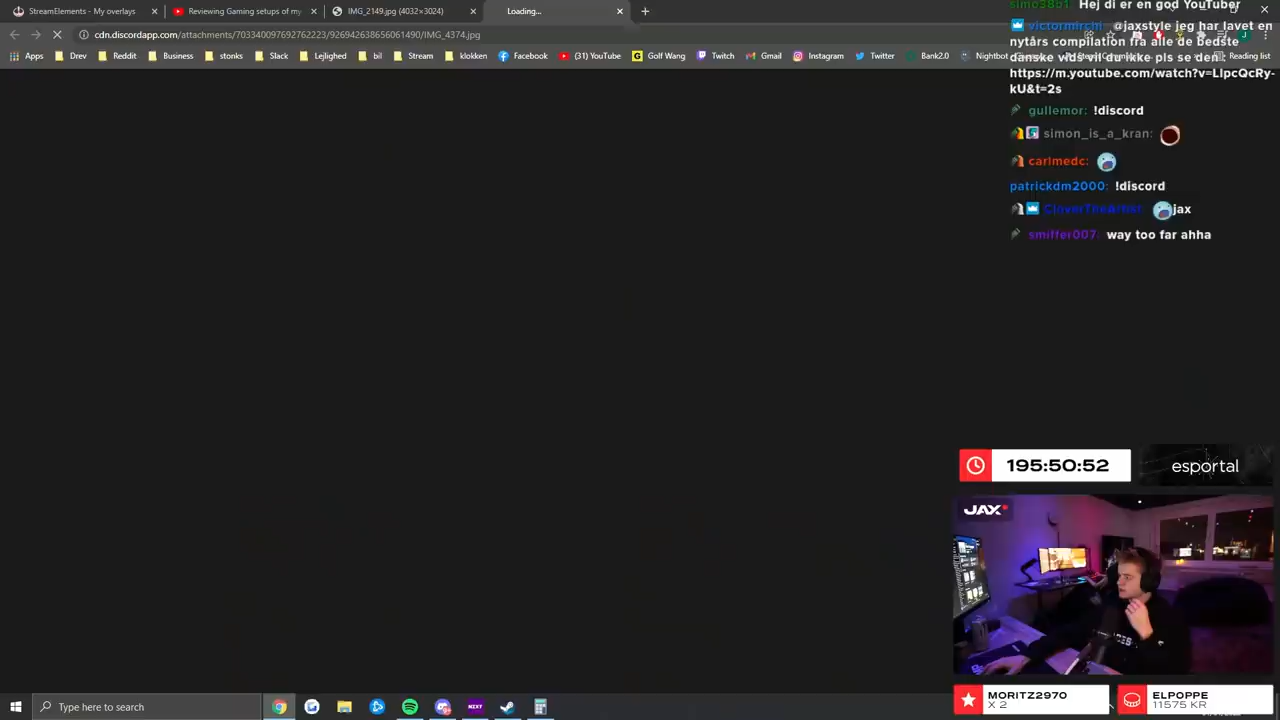 StreamElements - My overlays
Reviewing Gaming setups of my
IMG_2149.jpg (4032×3024)
Loading...
cdn.discordapp.com/attachments/703340097692762223/926942638656061490/IMG_4374.jpg
Apps
Drev
Reddit
Business
stonks
Slack
Lejlighed
bil
Stream
klokken
Facebook
(31) YouTube
Golf Wang
Twitch
Gmail
Instagram
Twitter
Bank2.0
Nightbot
Reading list
simo38b1 Hej di er en god YouTuber
victormirchi @jaxstyle jeg har lavet en
nytårs compilation fra alle de bedste
danske vids vil du ikke pls se den
https://m.youtube.com/watch?v=LlpcQcRy-
kU&t=2s
gullemor: !discord
simon_is_a_kran:
carlmedc:
patrickdm2000: !discord
CloverTheArtist: jax
smiffer007: way too far ahha
195:50:52
esportal
JAX
Type here to search
NZXT
MORITZ2970
X 2
ELPOPPE
11575 KR